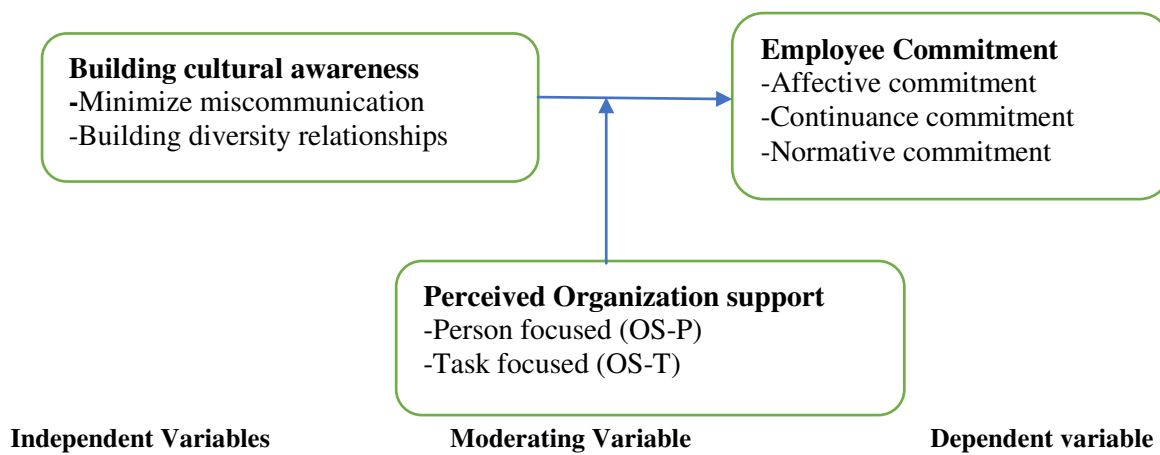 Building cultural awareness
-Minimize miscommunication
-Building diversity relationships
Employee Commitment
-Affective commitment
-Continuance commitment
-Normative commitment
Perceived Organization support
-Person focused (OS-P)
-Task focused (OS-T)
Independent Variables Moderating Variable Dependent variable